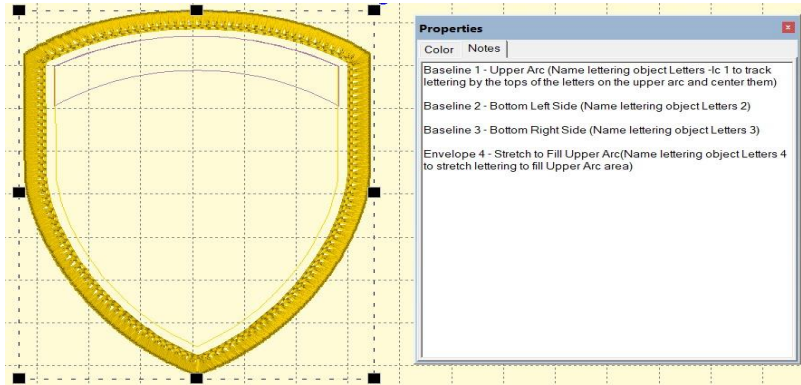 Properties
Color Notes
Baseline 1 - Upper Arc (Name lettering object Letters -lc 1 to track
lettering by the tops of the letters on the upper arc and center them)
Baseline 2 - Bottom Left Side (Name lettering object Letters 2)
Baseline 3 - Bottom Right Side (Name lettering object Letters 3)
Envelope 4 - Stretch to Fill Upper Arc(Name lettering object Letters 4
to stretch lettering to fill Upper Arc area)